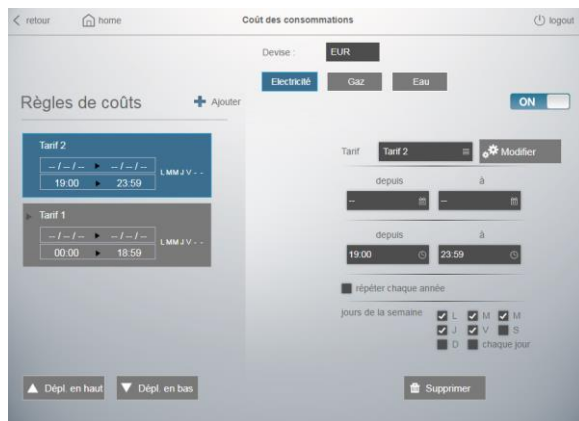 retour
home
Coût des consommations
logout
Devise :
EUR
Electricité
Gaz
Eau
Règles de coûts
Ajouter
ON
Tarif 2
-- / -- / -- -- / -- / --
19:00 23:59
L M M J V - -
Tarif 1
-- / -- / -- -- / -- / --
00:00 18:59
L M M J V - -
Tarif
Tarif 2
Modifier
depuis à
-- --
depuis à
19:00 23:59
répéter chaque année
jours de la semaine
L M M
J V S
D chaque jour
Dépl. en haut
Dépl. en bas
Supprimer